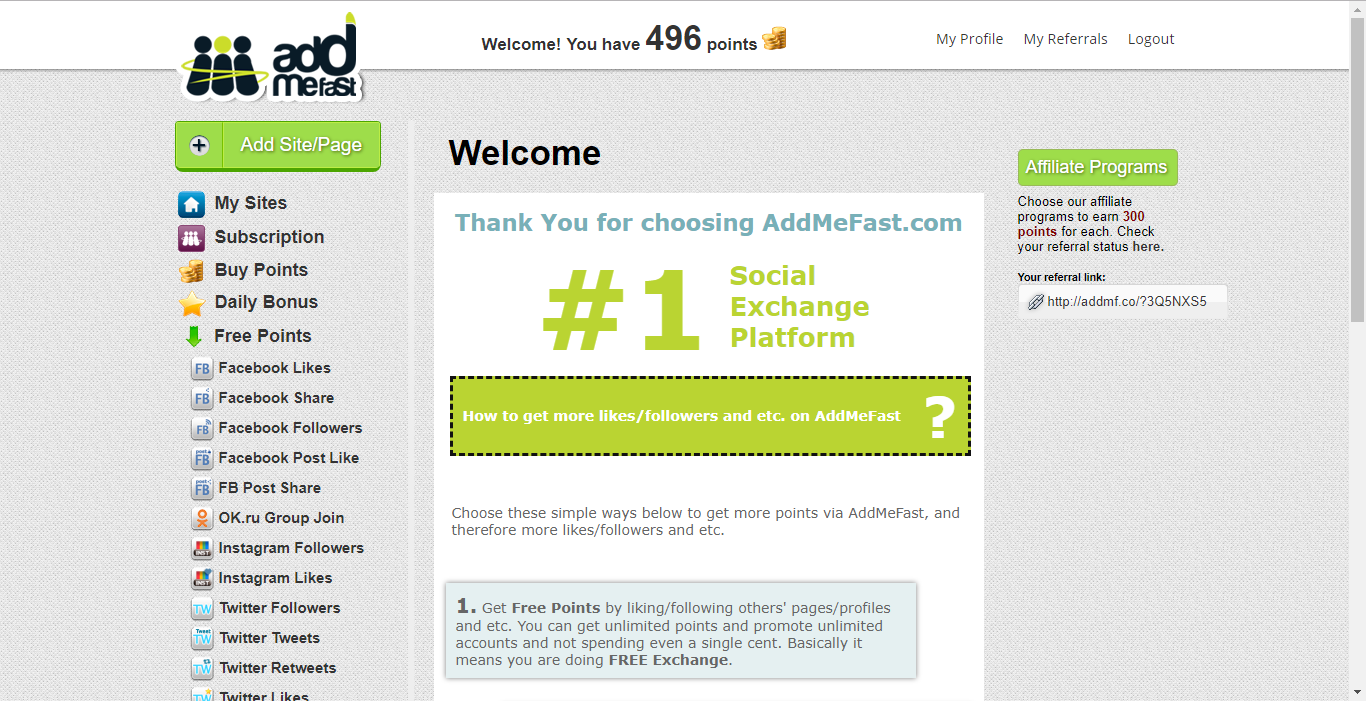 add
mefast
Welcome! You have 496 points
My Profile My Referrals Logout
Add Site/Page
My Sites
Subscription
Buy Points
Daily Bonus
Free Points
FB Facebook Likes
FB Facebook Share
FB Facebook Followers
FB Facebook Post Like
FB FB Post Share
OK.ru Group Join
INST Instagram Followers
INST Instagram Likes
TW Twitter Followers
Tweet TW Twitter Tweets
TW Twitter Retweets
TW Twitter Likes
Welcome
Thank You for choosing AddMeFast.com
#1
Social
Exchange
Platform
How to get more likes/followers and etc. on AddMeFast ?
Choose these simple ways below to get more points via AddMeFast, and
therefore more likes/followers and etc.
1. Get Free Points by liking/following others' pages/profiles
and etc. You can get unlimited points and promote unlimited
accounts and not spending even a single cent. Basically it
means you are doing FREE Exchange.
Affiliate Programs
Choose our affiliate
programs to earn 300
points for each. Check
your referral status here.
Your referral link:
http://addmf.co/?3Q5NXS5